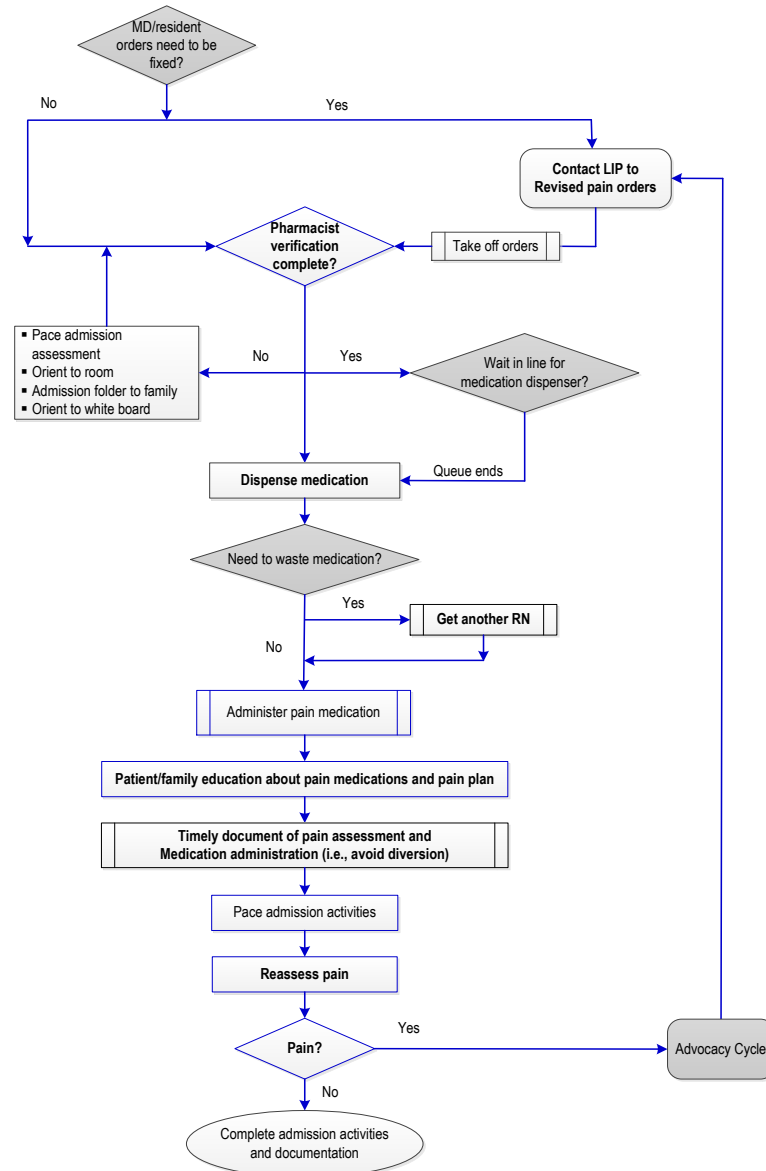 MD/resident
orders need to be
fixed?
No
Yes
Contact LIP to
Revised pain orders
Pharmacist
verification
complete?
Take off orders
▪ Pace admission
assessment
▪ Orient to room
▪ Admission folder to family
▪ Orient to white board
No
Yes
Wait in line for
medication dispenser?
Queue ends
Dispense medication
Need to waste medication?
Yes
Get another RN
No
Administer pain medication
Patient/family education about pain medications and pain plan
Timely document of pain assessment and
Medication administration (i.e., avoid diversion)
Pace admission activities
Reassess pain
Pain?
Yes
Advocacy Cycle
No
Complete admission activities
and documentation